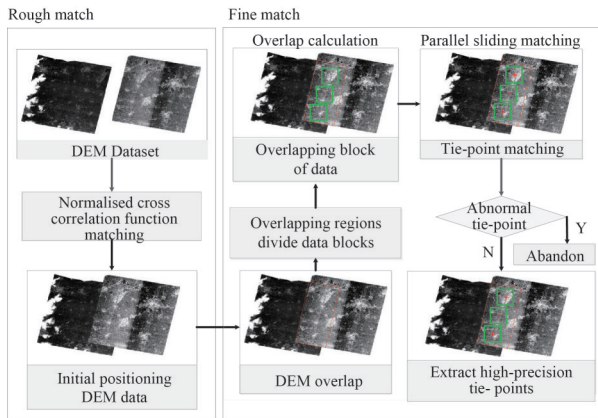 Rough match
DEM Dataset
Normalised cross
correlation function
matching
Initial positioning
DEM data
Fine match
Overlap calculation
Overlapping block
of data
Overlapping regions
divide data blocks
DEM overlap
Parallel sliding matching
Tie-point matching
Abnormal
tie-point
Y
N
Abandon
Extract high-precision
tie- points